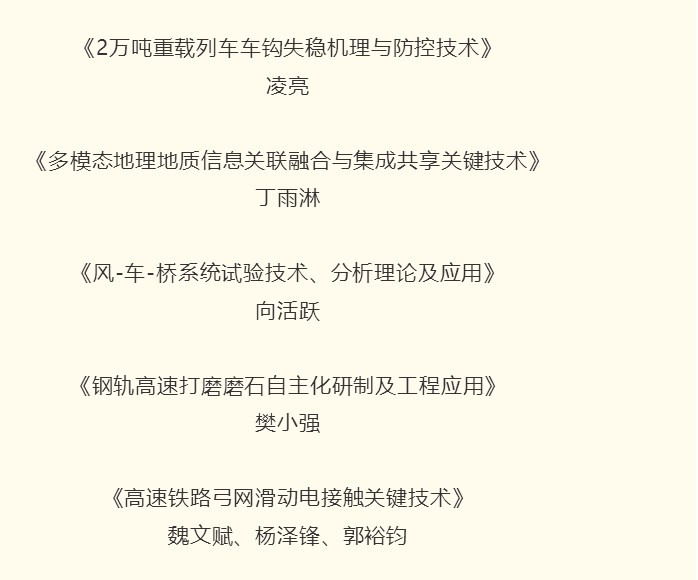 《2万吨重载列车车钩失稳机理与防控技术》
凌亮
《多模态地理地质信息关联融合与集成共享关键技术》
丁雨淋
《风-车-桥系统试验技术、分析理论及应用》
向活跃
《钢轨高速打磨磨石自主化研制及工程应用》
樊小强
《高速铁路弓网滑动电接触关键技术》
魏文赋、杨泽锋、郭裕钧